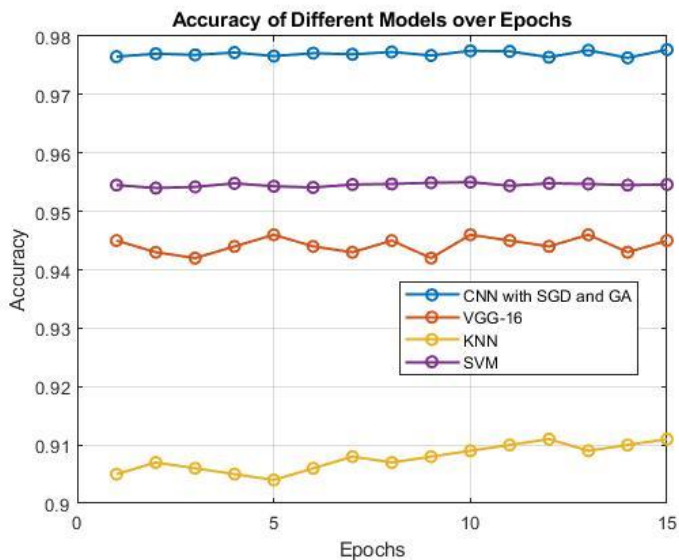 Accuracy of Different Models over Epochs
0.98
0.97
0.96
0.95
0.94
0.93
0.92
0.91
0.9
Accuracy
CNN with SGD and GA
VGG-16
KNN
SVM
0
5
10
15
Epochs